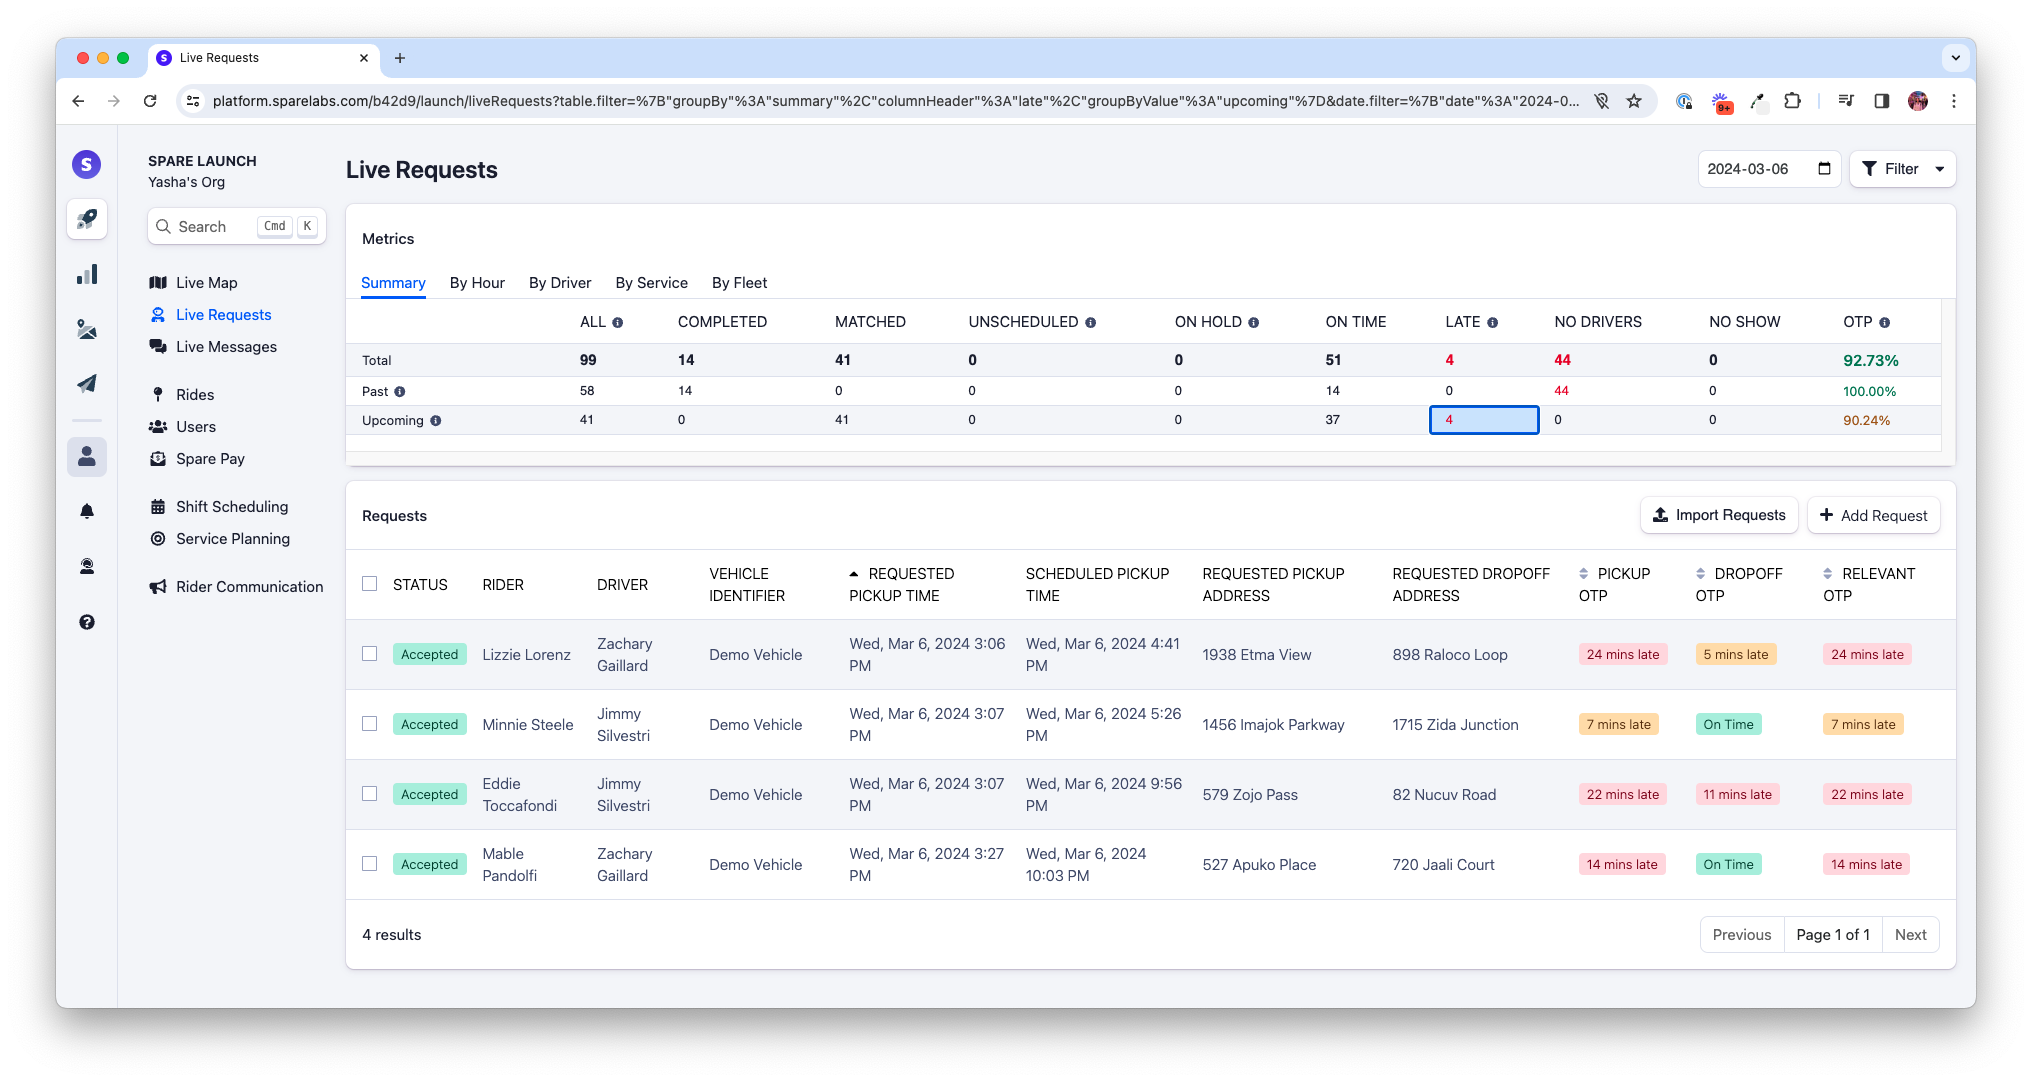 Live Requests
platform.sparelabs.com/b42d9/launch/liveRequests?table.filter=%7B"groupBy"%3A"summary"%2C"columnHeader"%3A"late"%2C"groupByValue"%3A"upcoming"%7D&date.filter=%7B"date"%3A"2024-0...
9+
S
SPARE LAUNCH
Yasha's Org
Search Cmd K
Live Map
Live Requests
Live Messages
Rides
Users
Spare Pay
Shift Scheduling
Service Planning
Rider Communication
Live Requests
2024-03-06
Filter
Metrics
Summary By Hour By Driver By Service By Fleet
ALL COMPLETED MATCHED UNSCHEDULED ON HOLD ON TIME LATE NO DRIVERS NO SHOW OTP
Total 99 14 41 0 0 51 4 44 0 92.73%
Past 58 14 0 0 0 14 0 44 0 100.00%
Upcoming 41 0 41 0 0 37 4 0 0 90.24%
Requests
Import Requests
Add Request
STATUS RIDER DRIVER VEHICLE IDENTIFIER REQUESTED PICKUP TIME SCHEDULED PICKUP TIME REQUESTED PICKUP ADDRESS REQUESTED DROPOFF ADDRESS PICKUP OTP DROPOFF OTP RELEVANT OTP
Accepted Lizzie Lorenz Zachary Gaillard Demo Vehicle Wed, Mar 6, 2024 3:06 PM Wed, Mar 6, 2024 4:41 PM 1938 Etma View 898 Raloco Loop 24 mins late 5 mins late 24 mins late
Accepted Minnie Steele Jimmy Silvestri Demo Vehicle Wed, Mar 6, 2024 3:07 PM Wed, Mar 6, 2024 5:26 PM 1456 Imajok Parkway 1715 Zida Junction 7 mins late On Time 7 mins late
Accepted Eddie Toccafondi Jimmy Silvestri Demo Vehicle Wed, Mar 6, 2024 3:07 PM Wed, Mar 6, 2024 9:56 PM 579 Zojo Pass 82 Nucuv Road 22 mins late 11 mins late 22 mins late
Accepted Mable Pandolfi Zachary Gaillard Demo Vehicle Wed, Mar 6, 2024 3:27 PM Wed, Mar 6, 2024 10:03 PM 527 Apuko Place 720 Jaali Court 14 mins late On Time 14 mins late
4 results
Previous Page 1 of 1 Next